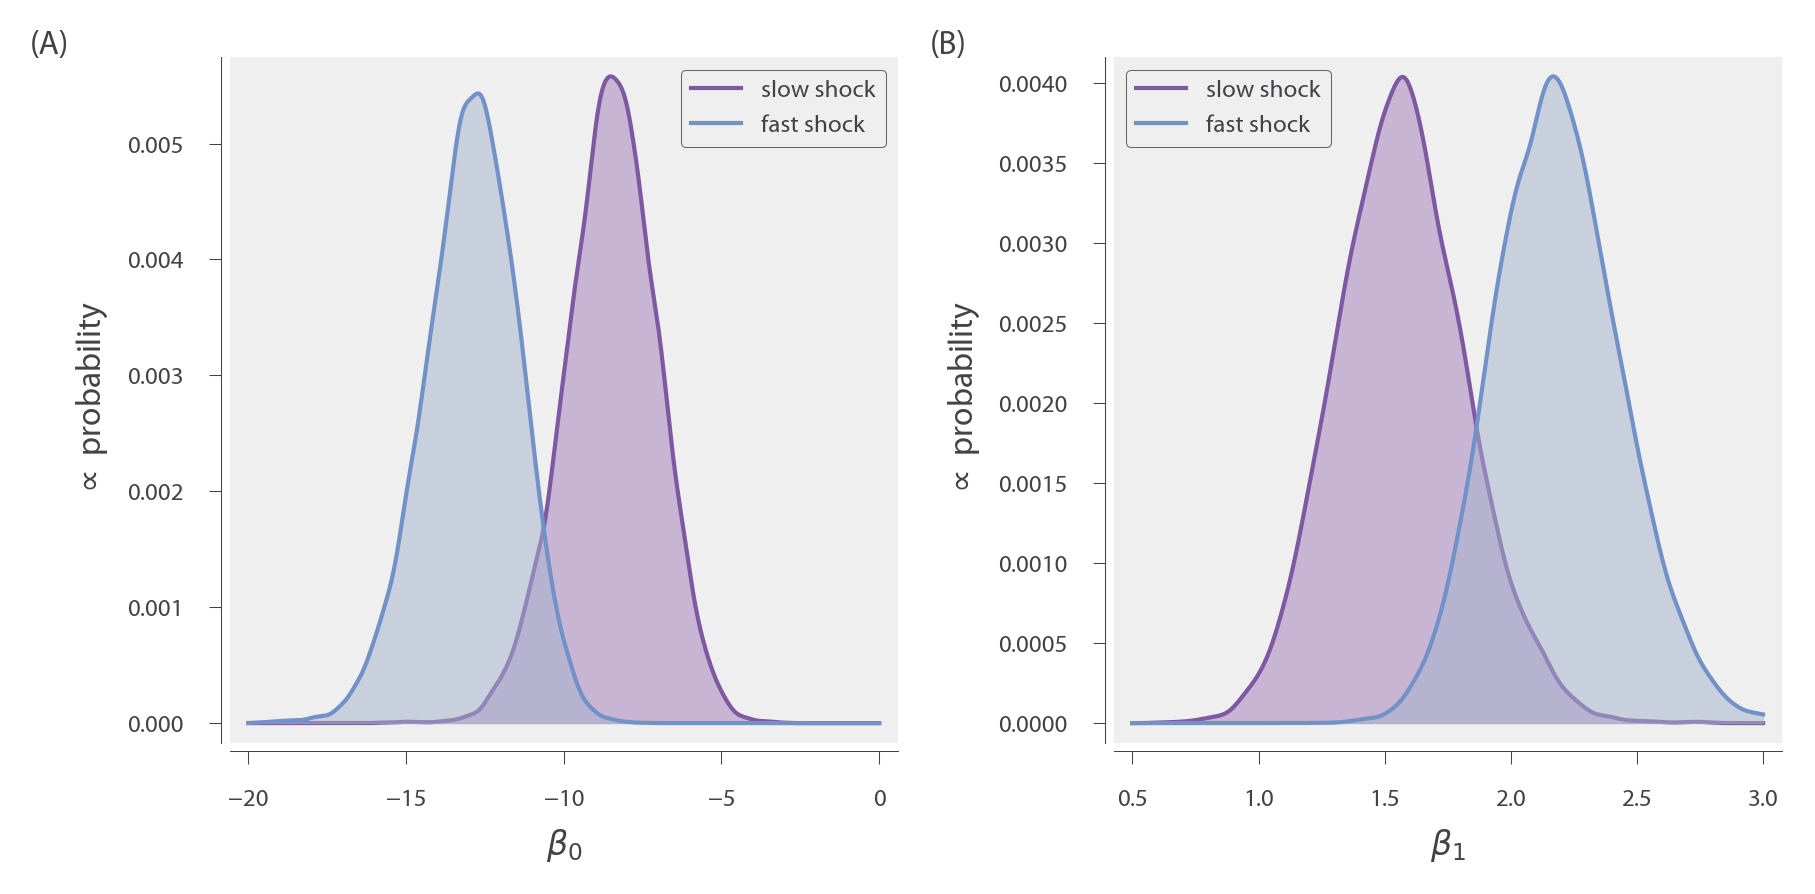 (A)
slow shock
fast shock
0.005
0.004
0.003
0.002
0.001
0.000
∝ probability
−20 −15 −10 −5 0
β0
(B)
slow shock
fast shock
0.0040
0.0035
0.0030
0.0025
0.0020
0.0015
0.0010
0.0005
0.0000
∝ probability
0.5 1.0 1.5 2.0 2.5 3.0
β1